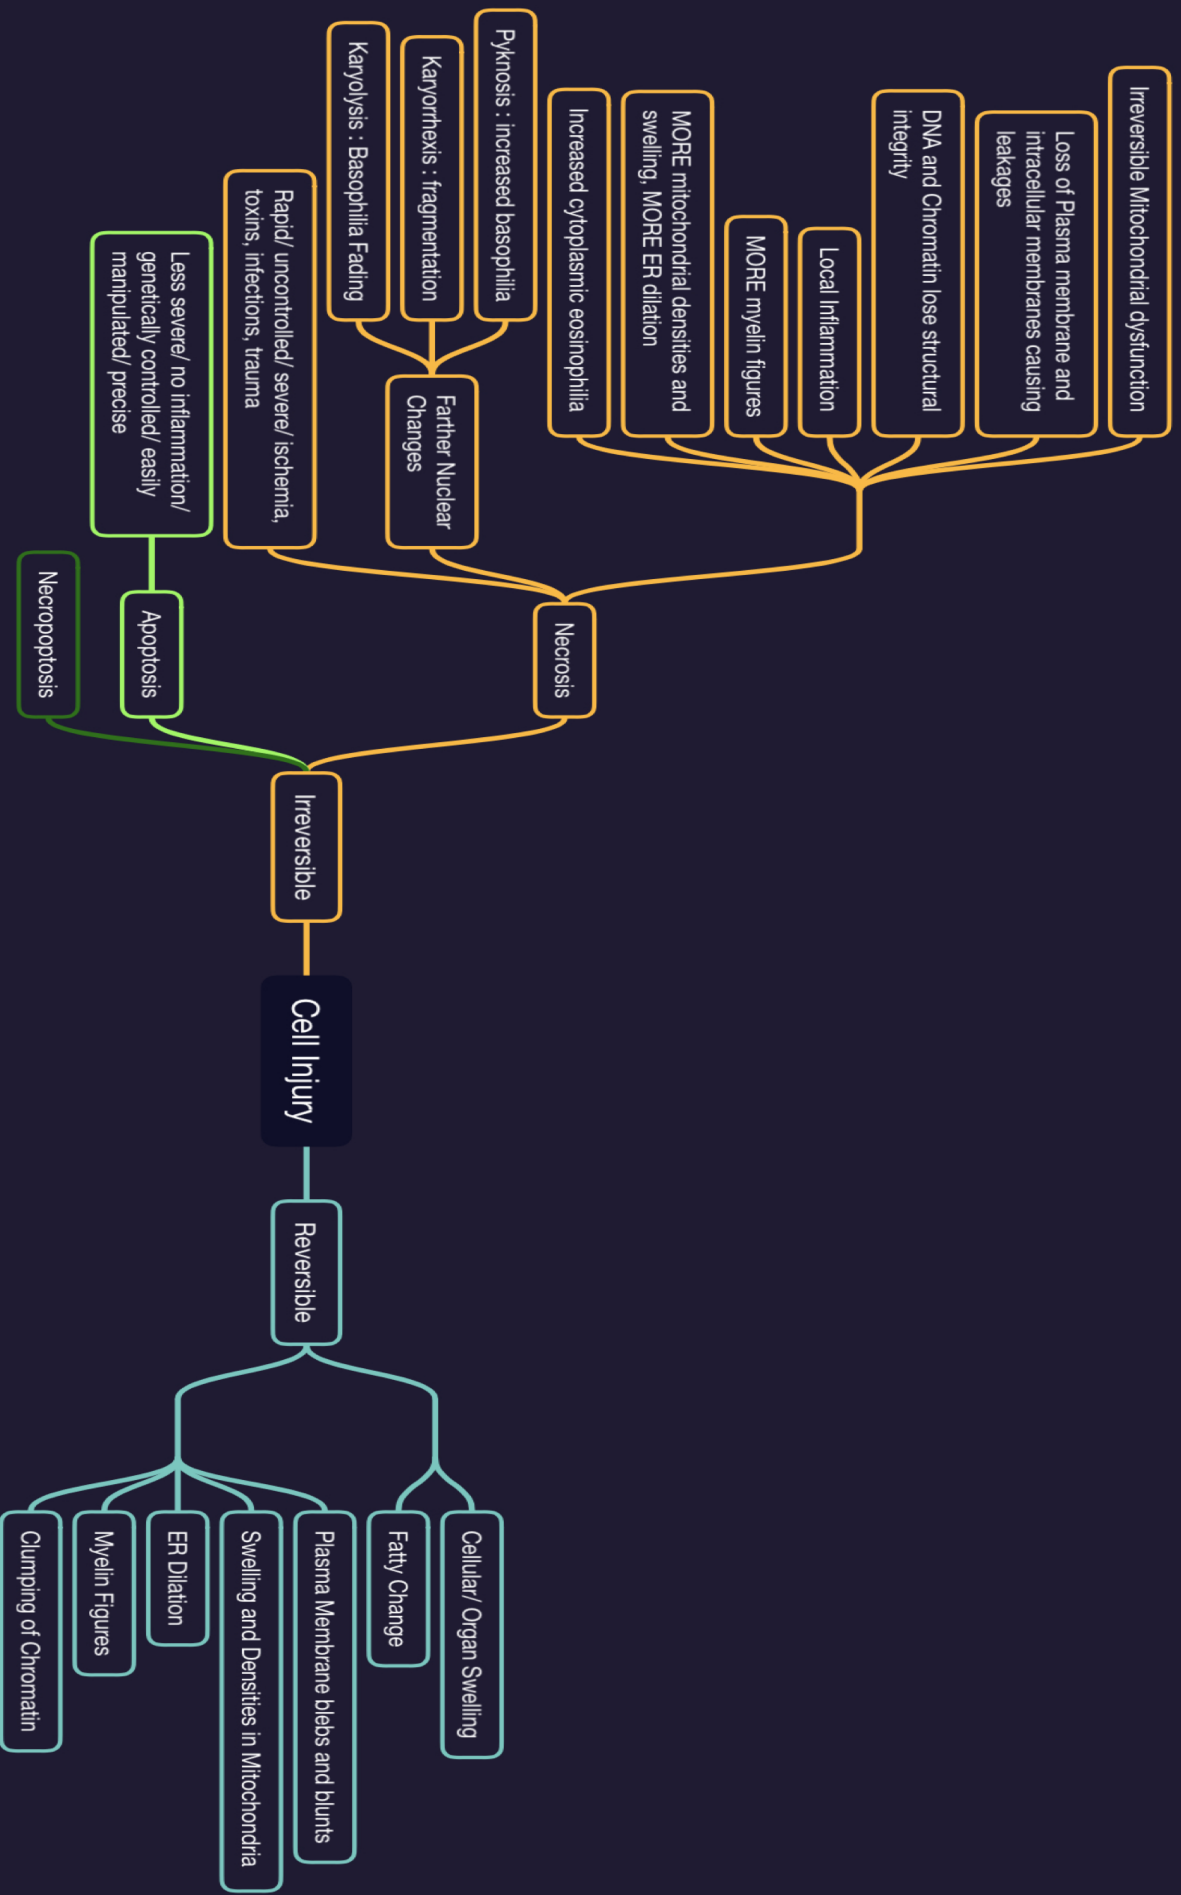 Irreversible Mitochondrial dysfunction
Loss of Plasma membrane and
intracellular membranes causing
leakages
DNA and Chromatin lose structural
integrity
Local Inflammation
MORE myelin figures
MORE mitochondrial densities and
swelling, MORE ER dilation
Increased cytoplasmic eosinophilia
Pyknosis : increased basophilia
Karyorrhexis : fragmentation
Karyolysis : Basophilia Fading
Farther Nuclear
Changes
Rapid/ uncontrolled/ severe/ ischemia,
toxins, infections, trauma
Necrosis
Less severe/ no inflammation/
genetically controlled/ easily
manipulated/ precise
Apoptosis
Necropoptosis
Irreversible
Cell Injury
Reversible
Cellular/ Organ Swelling
Fatty Change
Plasma Membrane blebs and blunts
Swelling and Densities in Mitochondria
ER Dilation
Myelin Figures
Clumping of Chromatin